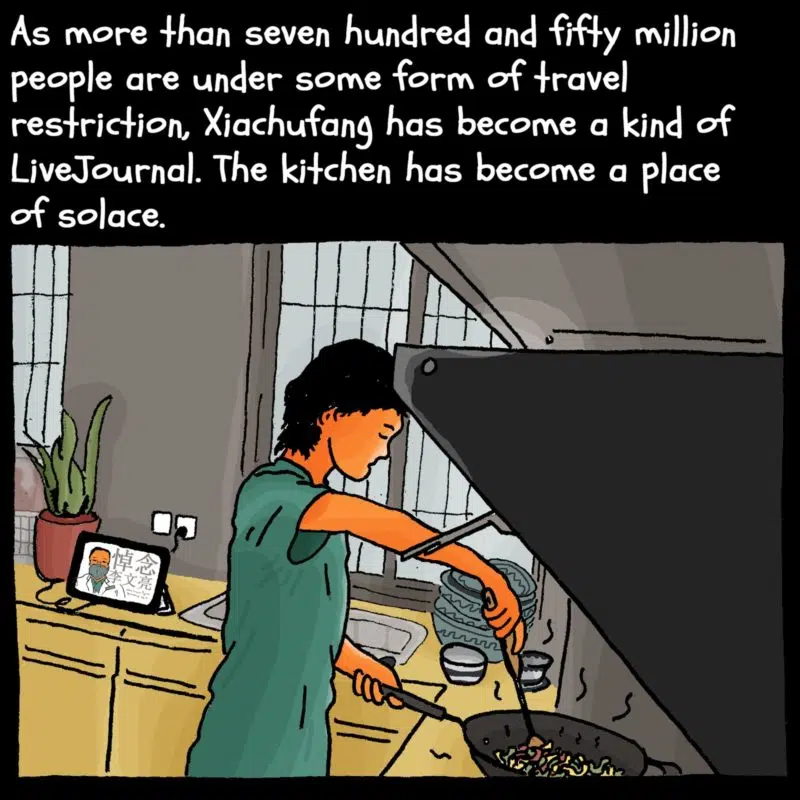 As more than seven hundred and fifty million
people are under some form of travel
restriction, Xiachufang has become a kind of
LiveJournal. The kitchen has become a place
of solace.
悼念
李文亮